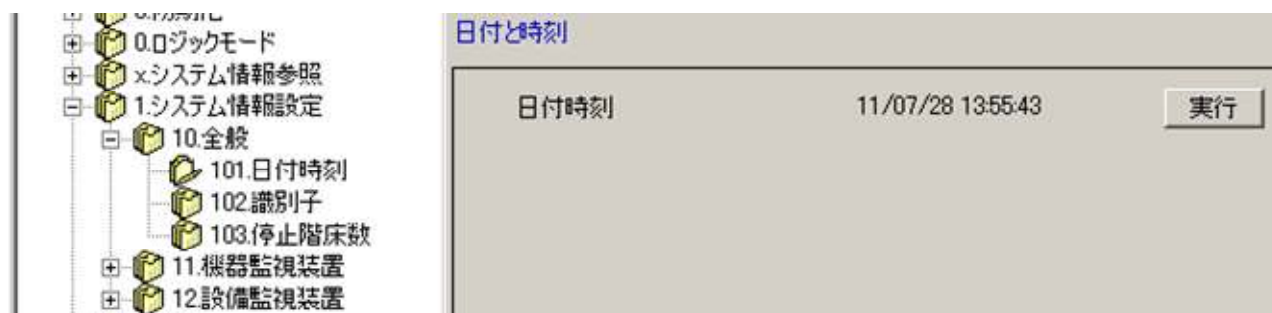 0.ロジックモード
x.システム情報参照
1.システム情報設定
10.全般
101.日付時刻
102.識別子
103.停止階床数
11.機器監視装置
12.設備監視装置
日付と時刻
日付時刻 11/07/28 13:55:43 実行